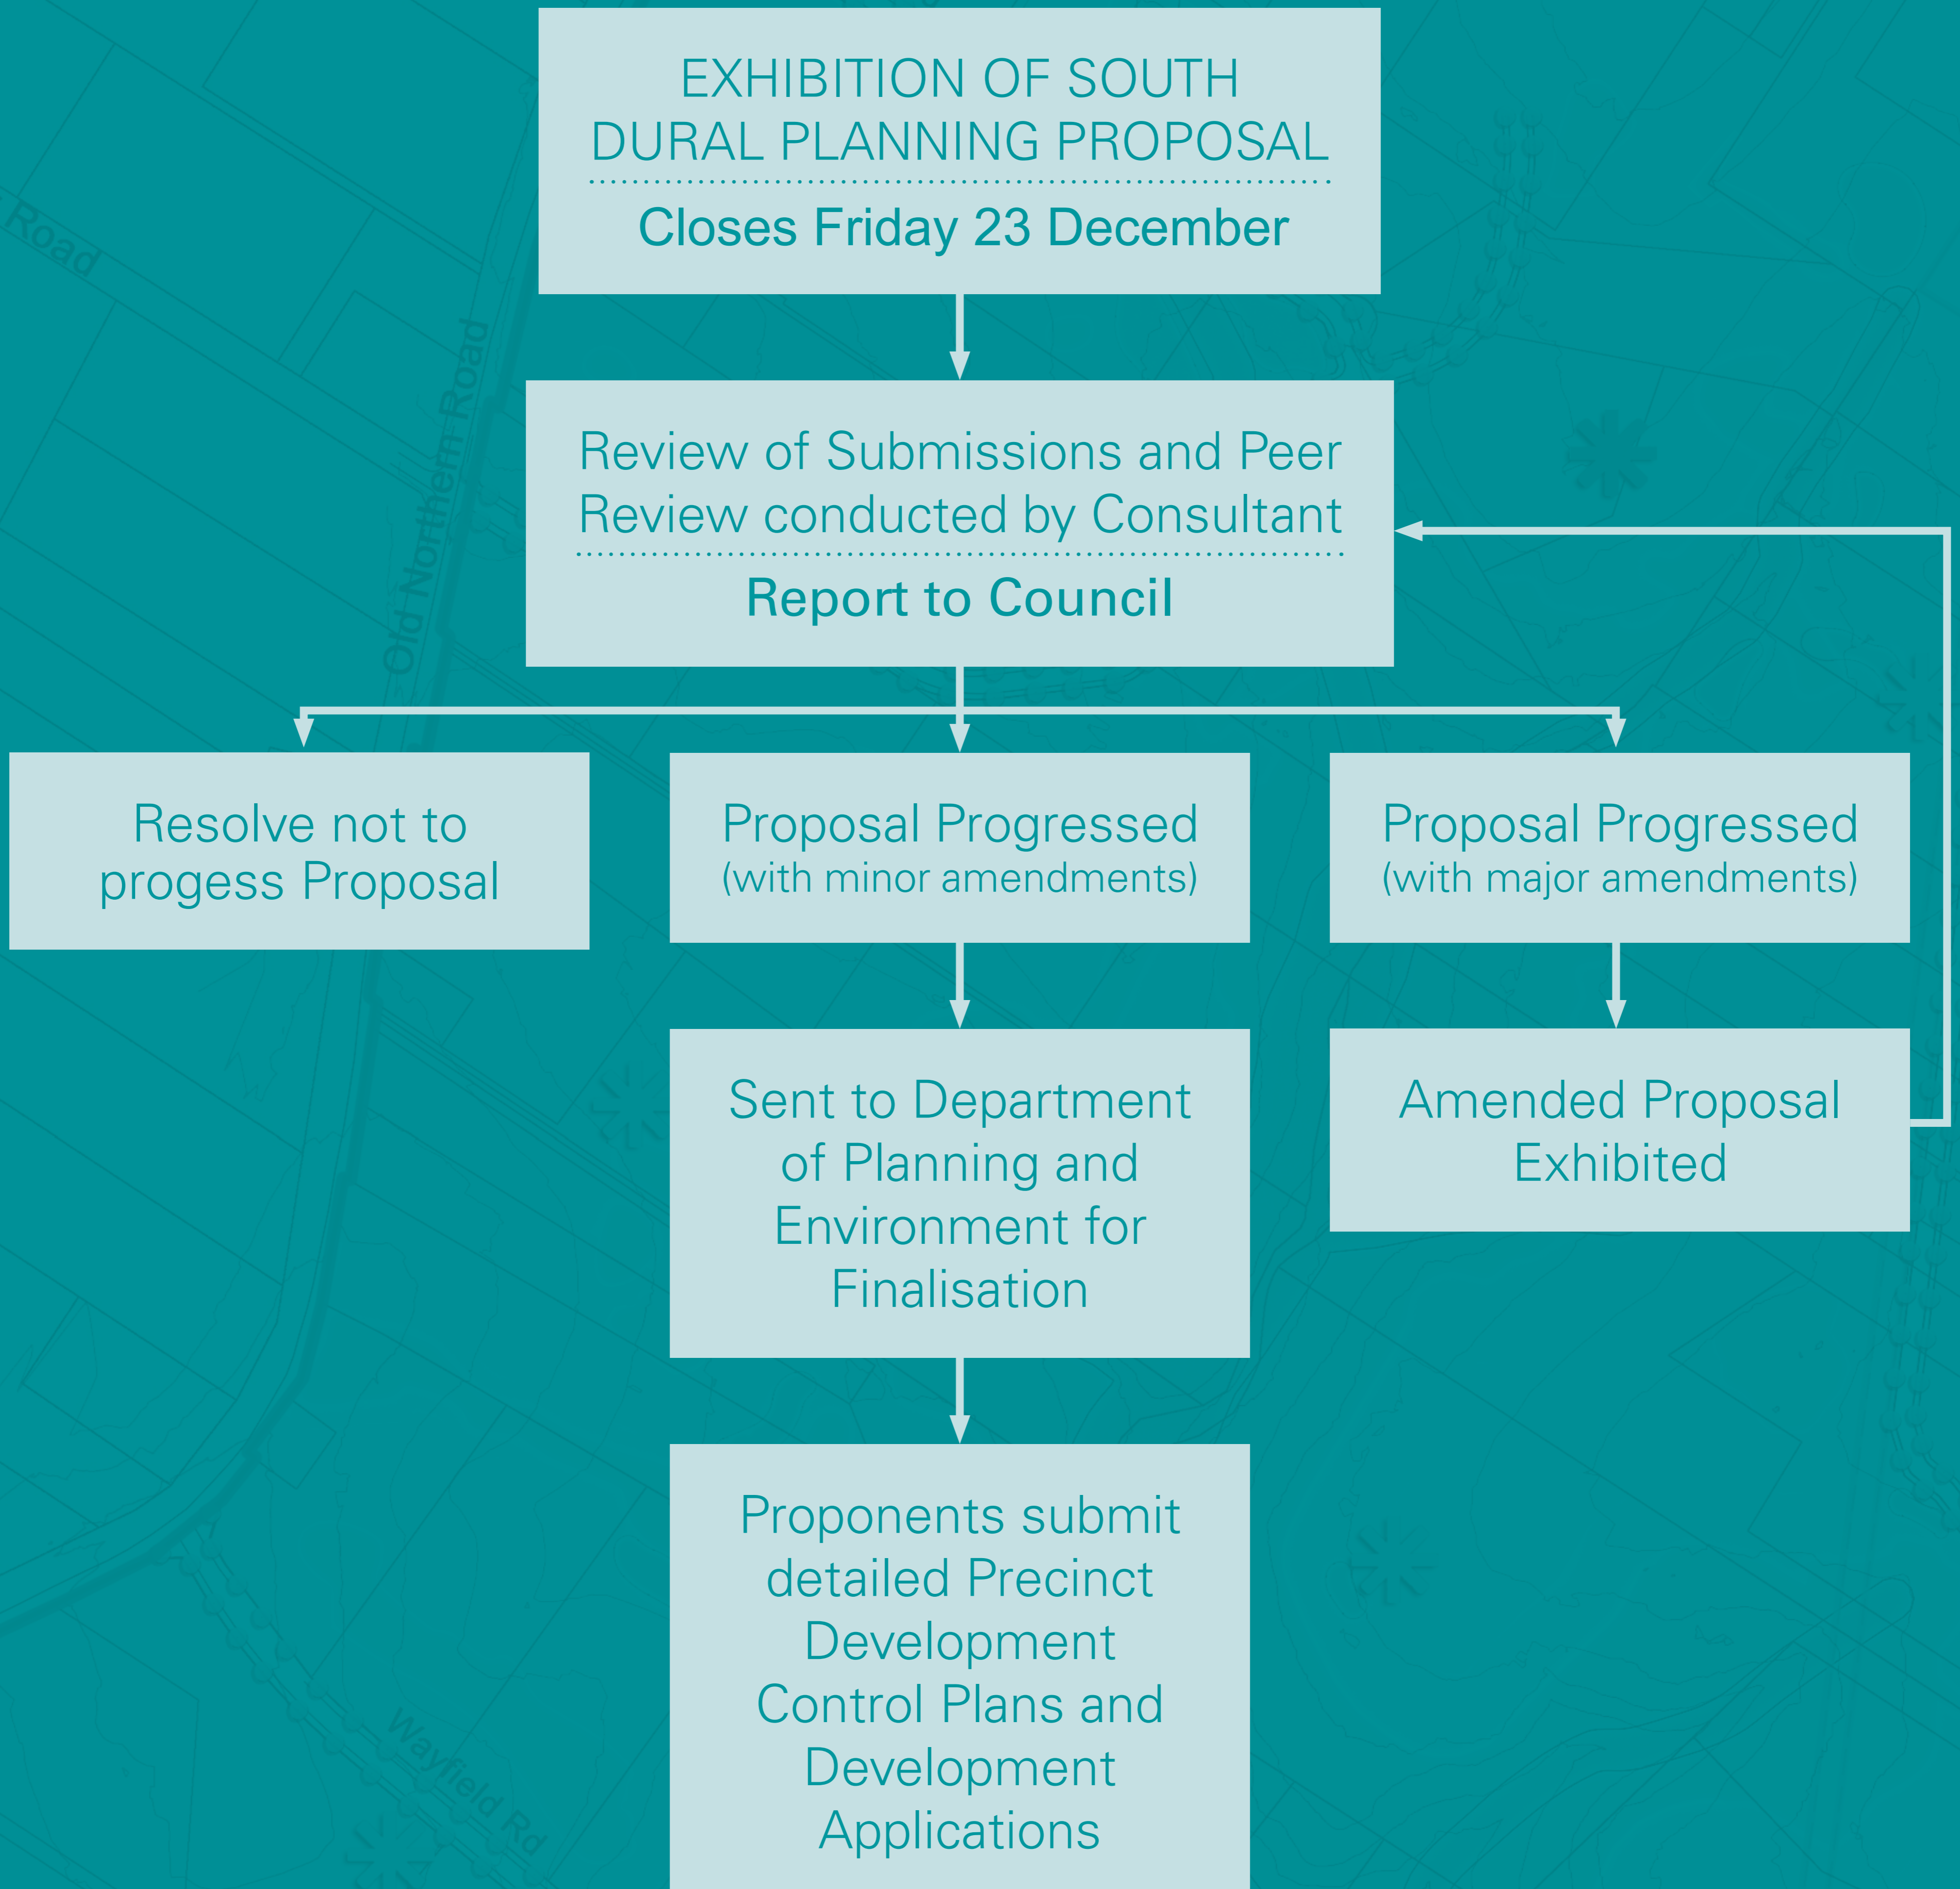 EXHIBITION OF SOUTH
DURAL PLANNING PROPOSAL
Closes Friday 23 December
Road
Old Northern Road
Review of Submissions and Peer
Review conducted by Consultant
Report to Council
Resolve not to
progess Proposal
Proposal Progressed
(with minor amendments)
Proposal Progressed
(with major amendments)
Sent to Department
of Planning and
Environment for
Finalisation
Amended Proposal
Exhibited
Proponents submit
detailed Precinct
Development
Control Plans and
Development
Applications
Wayfield Rd